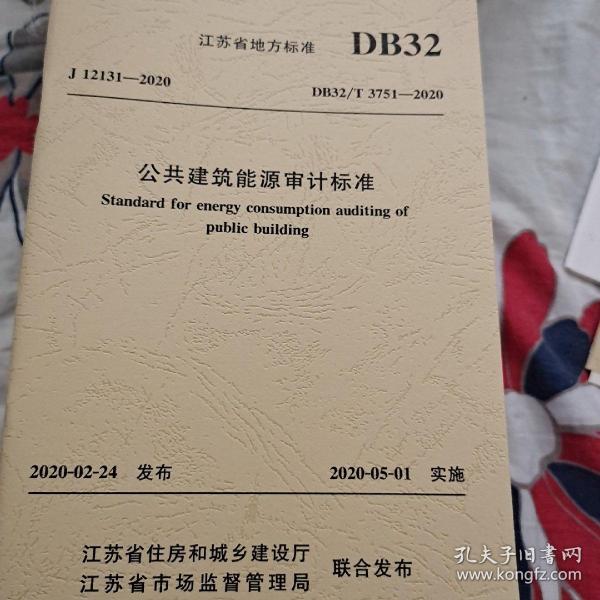 江苏省地方标准 DB32
J 12131—2020 DB32/T 3751—2020
公共建筑能源审计标准
Standard for energy consumption auditing of
public building
2020-02-24 发布 2020-05-01 实施
江苏省住房和城乡建设厅
江苏省市场监督管理局
联合发布
孔夫子旧书网
www.kongfz.com